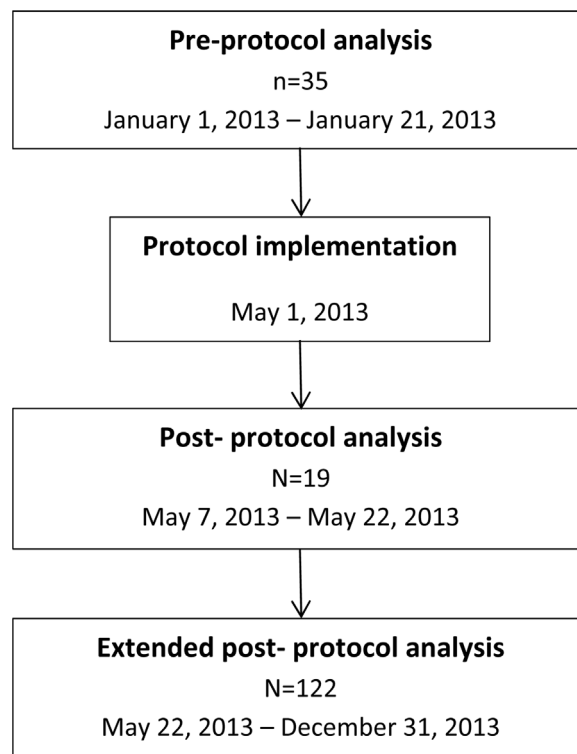 Pre-protocol analysis
n=35
January 1, 2013 – January 21, 2013
Protocol implementation
May 1, 2013
Post- protocol analysis
N=19
May 7, 2013 – May 22, 2013
Extended post- protocol analysis
N=122
May 22, 2013 – December 31, 2013